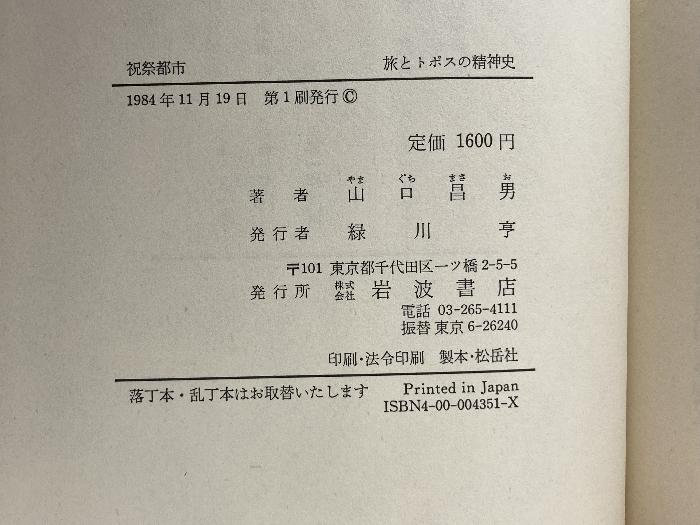 祝祭都市 旅とトポスの精神史
1984年11月19日 第1刷発行©
定価 1600円
やま ぐち まさ お
著者 山口昌男
発行者 緑川亨
〒101 東京都千代田区一ツ橋2-5-5
発行所 株式会社 岩波書店
電話 03-265-4111
振替 東京6-26240
印刷・法令印刷 製本・松岳社
落丁本・乱丁本はお取替いたします Printed in Japan
ISBN4-00-004351-X